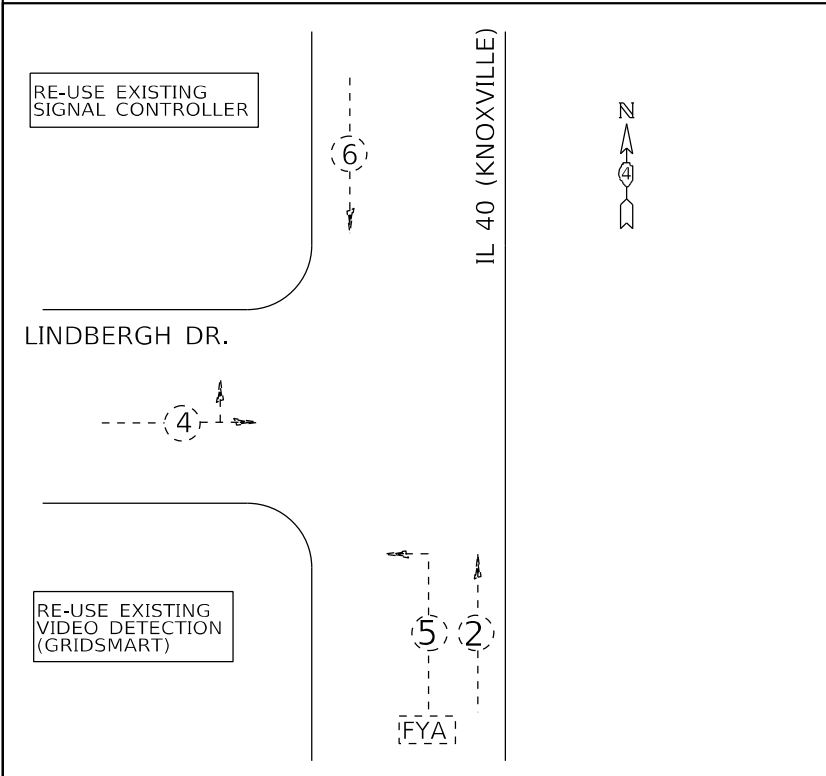 RE-USE EXISTING
SIGNAL CONTROLLER
6
IL 40 (KNOXVILLE)
N
4
LINDBERGH DR.
4
RE-USE EXISTING
VIDEO DETECTION
(GRIDSMART)
5
2
FYA